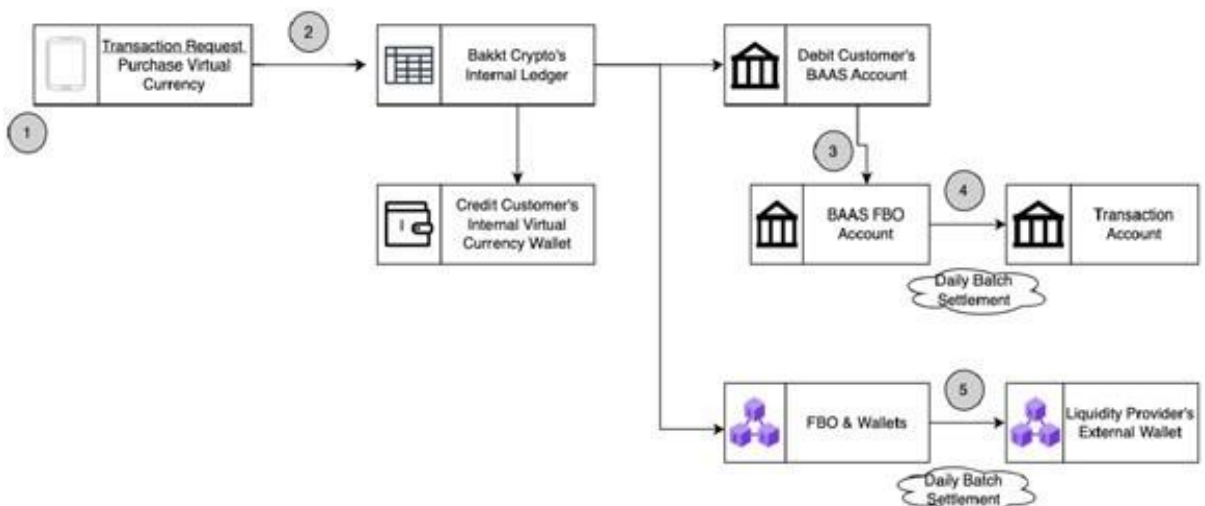 Transaction Request
Purchase Virtual
Currency
1
2
Bakkt Crypto's
Internal Ledger
Debit Customer's
BAAS Account
3
Credit Customer's
Internal Virtual
Currency Wallet
BAAS FBO
Account
4
Transaction
Account
Daily Batch
Settlement
FBO & Wallets
5
Liquidity Provider's
External Wallet
Daily Batch
Settlement